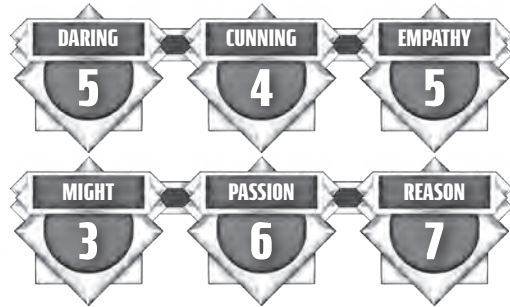 DARING CUNNING EMPATHY
5 4 5
MIGHT PASSION REASON
3 6 7